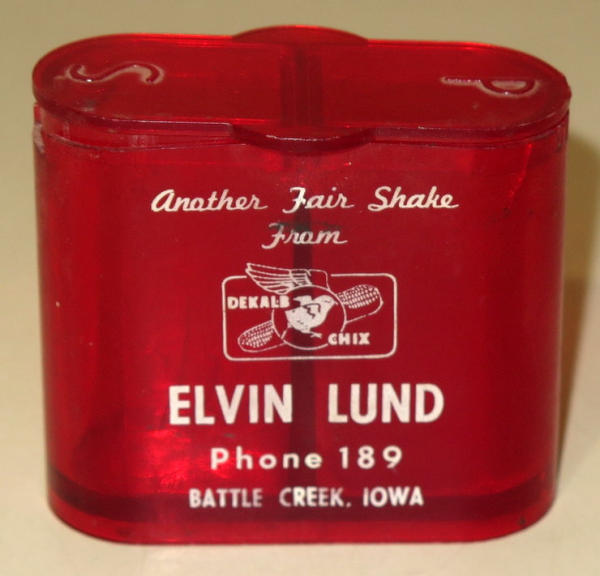 S P
Another Fair Shake
From
DEKALB
CHIX
ELVIN LUND
Phone 189
BATTLE CREEK, IOWA